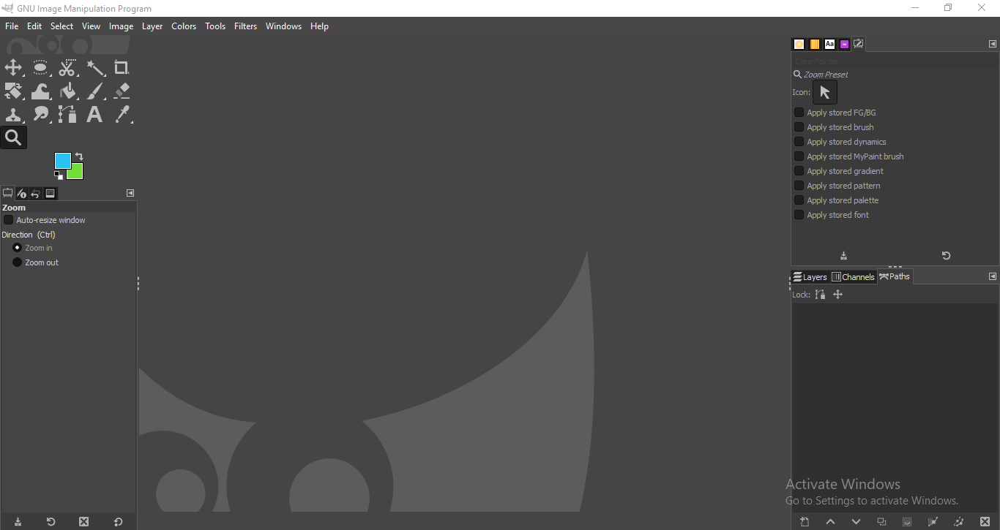 GNU Image Manipulation Program
File Edit Select View Image Layer Colors Tools Filters Windows Help
Aa
Core Pointer
Zoom Preset
Icon:
Apply stored FG/BG
Apply stored brush
Apply stored dynamics
Apply stored MyPaint brush
Apply stored gradient
Apply stored pattern
Apply stored palette
Apply stored font
Zoom
Auto-resize window
Direction (Ctrl)
Zoom in
Zoom out
Layers Channels Paths
Lock:
Activate Windows
Go to Settings to activate Windows.